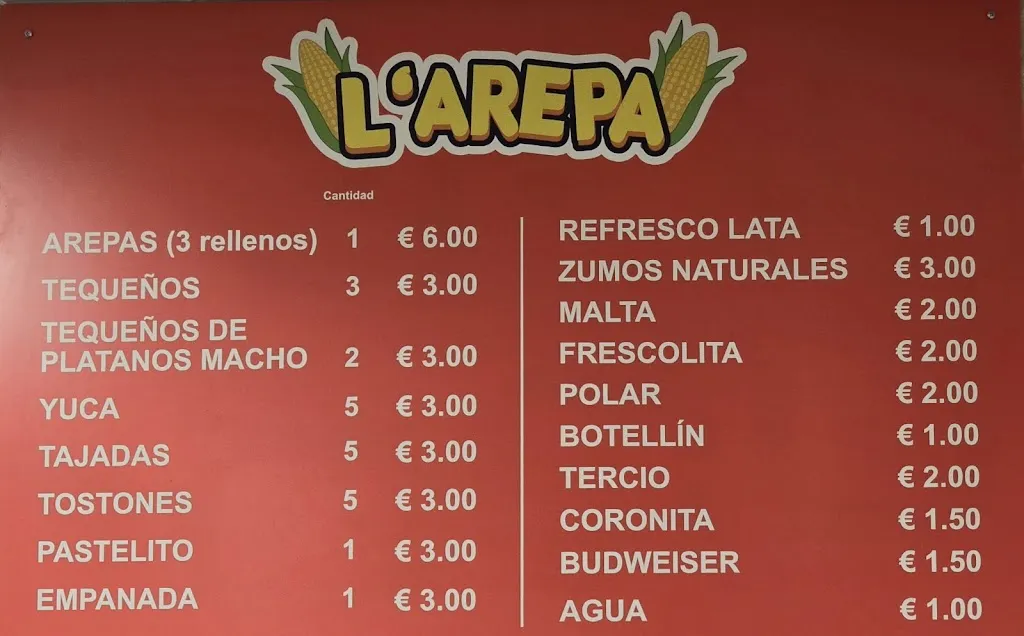 L'AREPA
Cantidad
AREPAS (3 rellenos) 1 € 6.00
TEQUEÑOS 3 € 3.00
TEQUEÑOS DE
PLATANOS MACHO 2 € 3.00
YUCA 5 € 3.00
TAJADAS 5 € 3.00
TOSTONES 5 € 3.00
PASTELITO 1 € 3.00
EMPANADA 1 € 3.00
REFRESCO LATA € 1.00
ZUMOS NATURALES € 3.00
MALTA € 2.00
FRESCOLITA € 2.00
POLAR € 2.00
BOTELLÍN € 1.00
TERCIO € 2.00
CORONITA € 1.50
BUDWEISER € 1.50
AGUA € 1.00